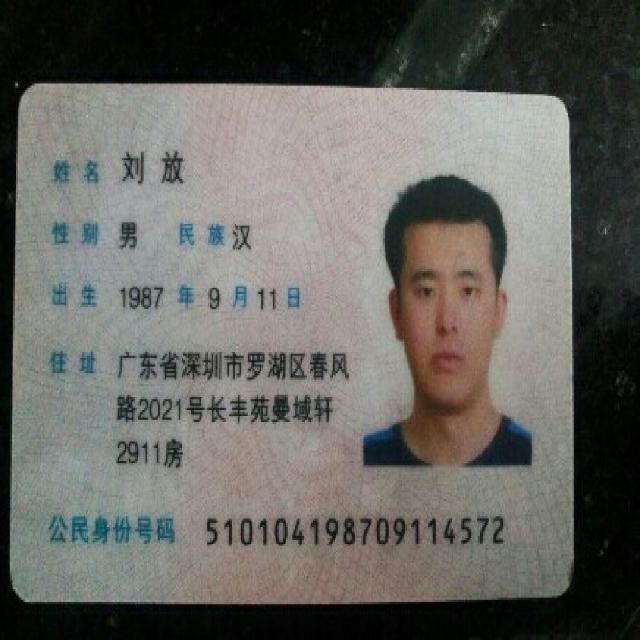 姓名 刘放
性别 男 民族 汉
出生 1987 年 9 月 11 日
住址 广东省深圳市罗湖区春风
路2021号长丰苑曼域轩
2911房
公民身份号码 510104198709114572